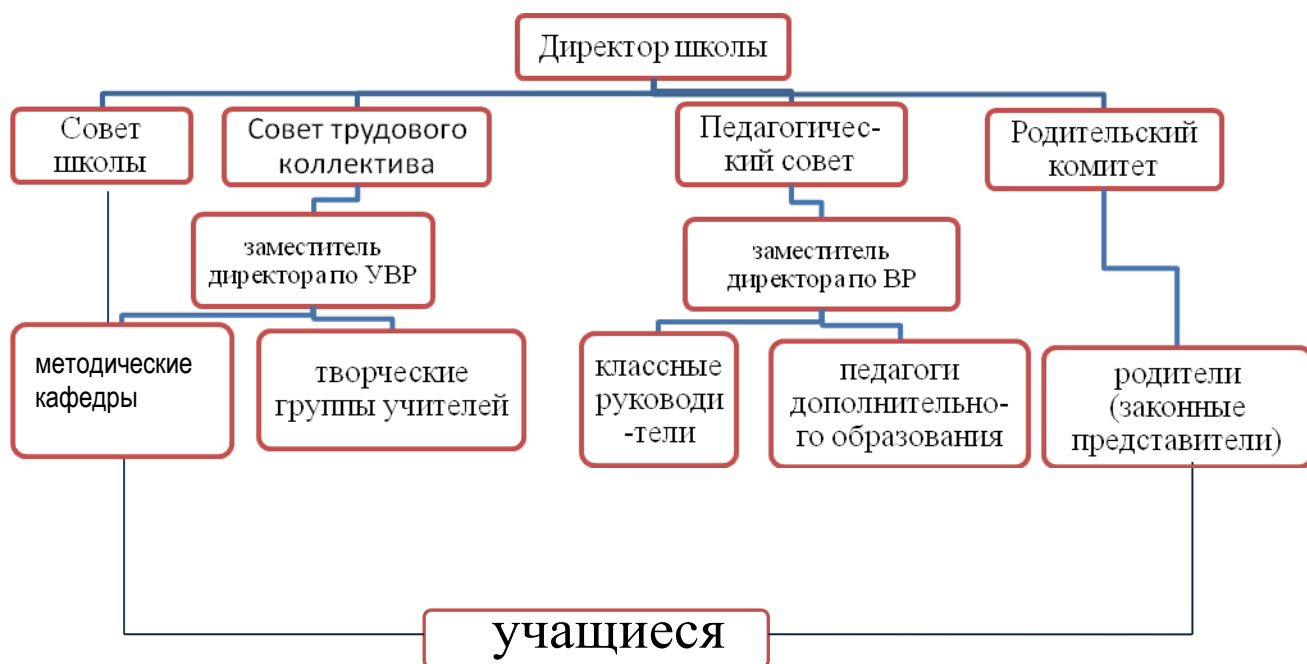 Директор школы
Совет
школы
Совет трудового
коллектива
Педагогичес-
кий совет
Родительский
комитет
заместитель
директора по УВР
заместитель
директора по ВР
методические
кафедры
творческие
группы учителей
классные
руководи
-тели
педагоги
дополнительно-
го образования
родители
(законные
представители)
учащиеся